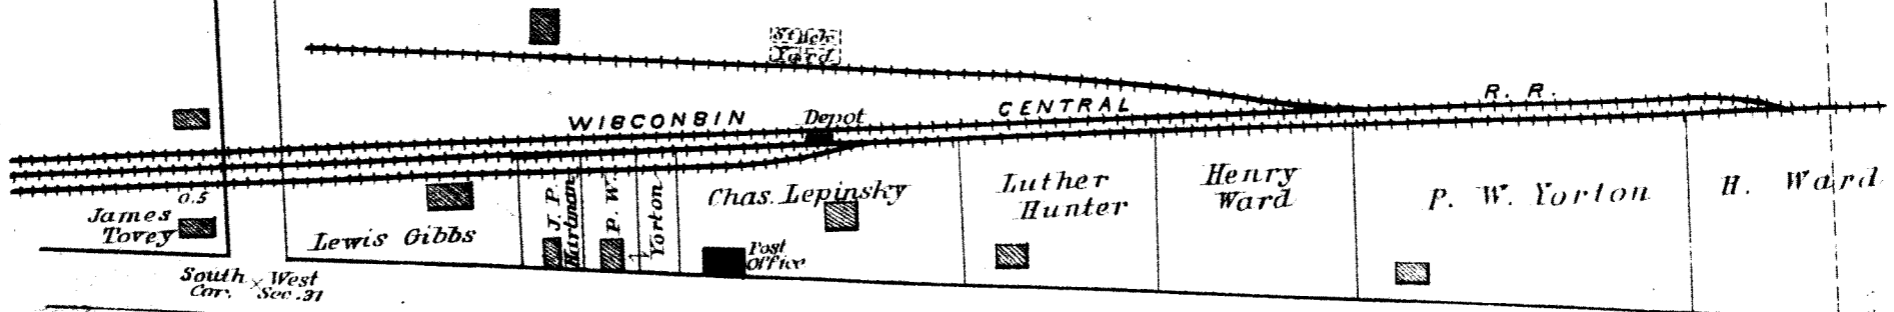 Stock
Yard
WISCONSIN CENTRAL R. R.
Depot
0.5
James
Tovey
Lewis Gibbs
J. P.
Hartman
P. W.
Yorton
Chas. Lepinsky
Post
Office
Luther
Hunter
Henry
Ward
P. W. Yorton
H. Ward
South West
Cor. Sec. 31